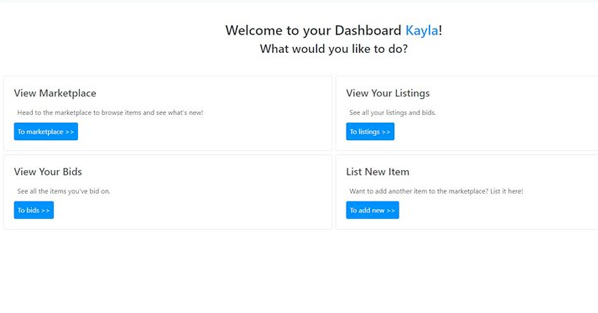 Welcome to your Dashboard Kayla!
What would you like to do?
View Marketplace
Head to the marketplace to browse items and see what's new!
To marketplace >>
View Your Listings
See all your listings and bids.
To listings >>
View Your Bids
See all the items you've bid on.
To bids >>
List New Item
Want to add another item to the marketplace? List it here!
To add new >>